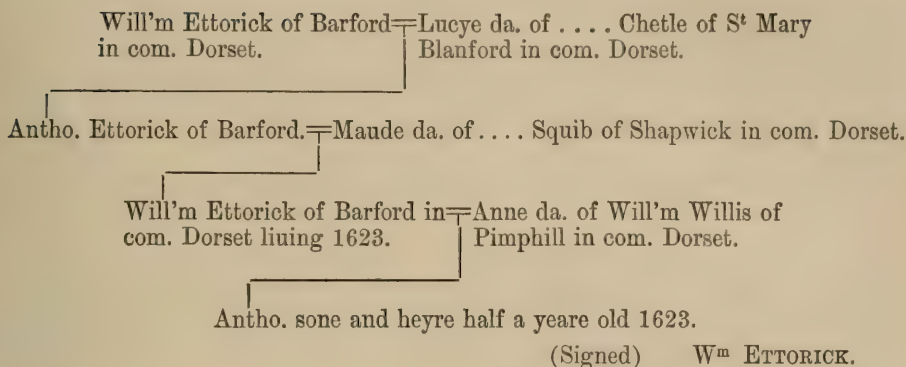 Will'm Ettorick of Barford=Lucye da. of . . . . Chetle of Sᵗ Mary
in com. Dorset. Blanford in com. Dorset.
Antho. Ettorick of Barford.=Maude da. of . . . . Squib of Shapwick in com. Dorset.
Will'm Ettorick of Barford in=Anne da. of Will'm Willis of
com. Dorset liuing 1623. Pimphill in com. Dorset.
Antho. sone and heyre half a yeare old 1623.
(Signed) Wᵐ ETTORICK.